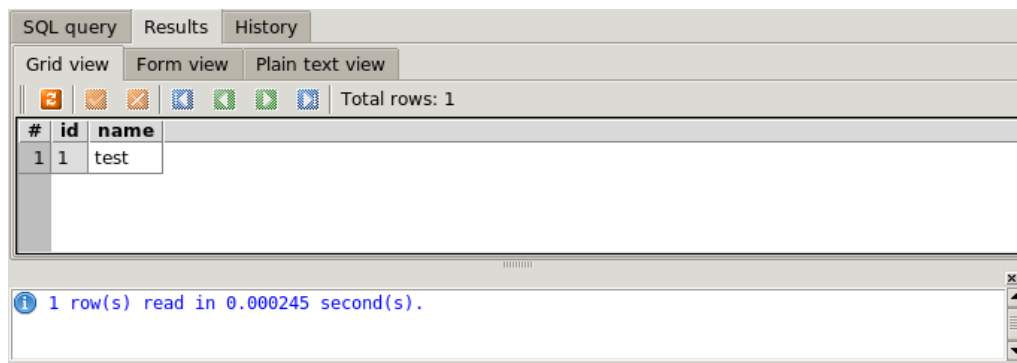 SQL query Results History
Grid view Form view Plain text view
Total rows: 1
# id name
1 1 test
1 row(s) read in 0.000245 second(s).